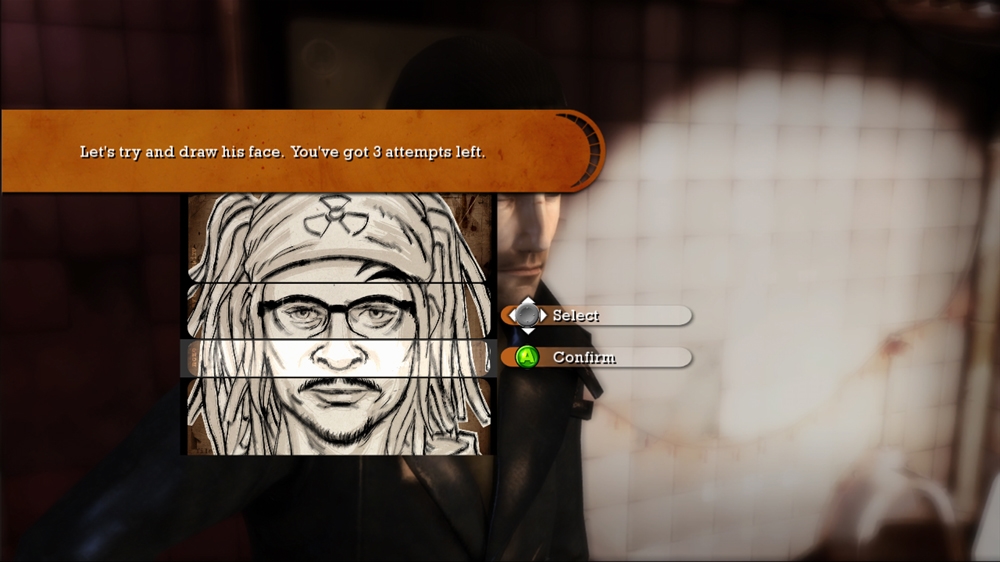 Let's try and draw his face. You've got 3 attempts left.
Select
A Confirm